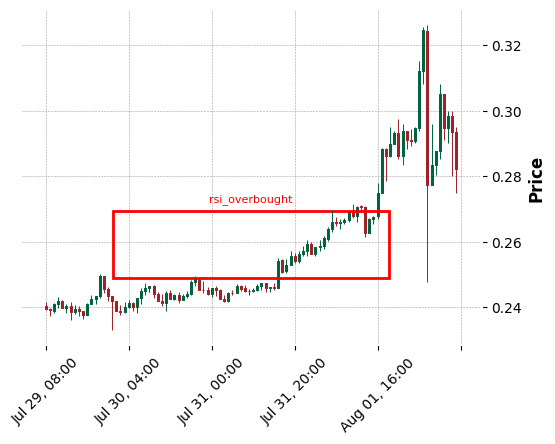 0.32
0.30
0.28
0.26
0.24
Price
rsi_overbought
Jul 29, 08:00
Jul 30, 04:00
Jul 31, 00:00
Jul 31, 20:00
Aug 01, 16:00